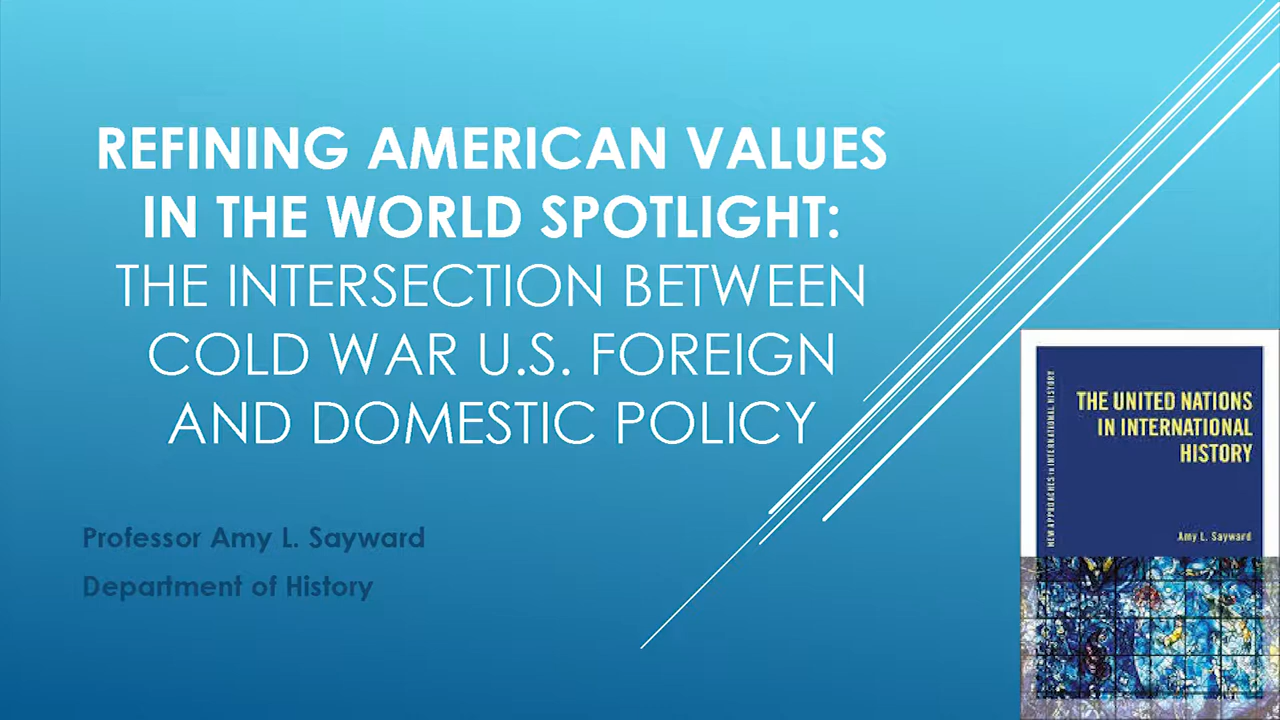 REFINING AMERICAN VALUES
IN THE WORLD SPOTLIGHT:
THE INTERSECTION BETWEEN
COLD WAR U.S. FOREIGN
AND DOMESTIC POLICY
Professor Amy L. Sayward
Department of History
NEW APPROACHES to INTERNATIONAL HISTORY
THE UNITED NATIONS
IN INTERNATIONAL
HISTORY
Amy L. Sayward